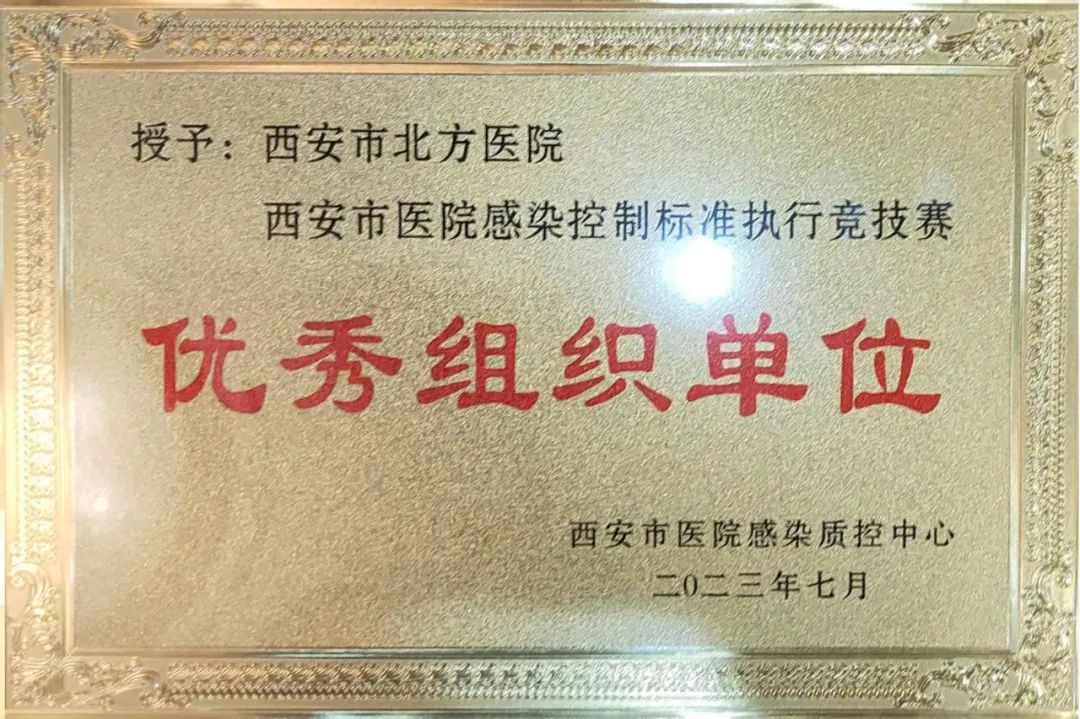 授予：西安市北方医院
西安市医院感染控制标准执行竞技赛
优秀组织单位
西安市医院感染质控中心
二0二三年七月